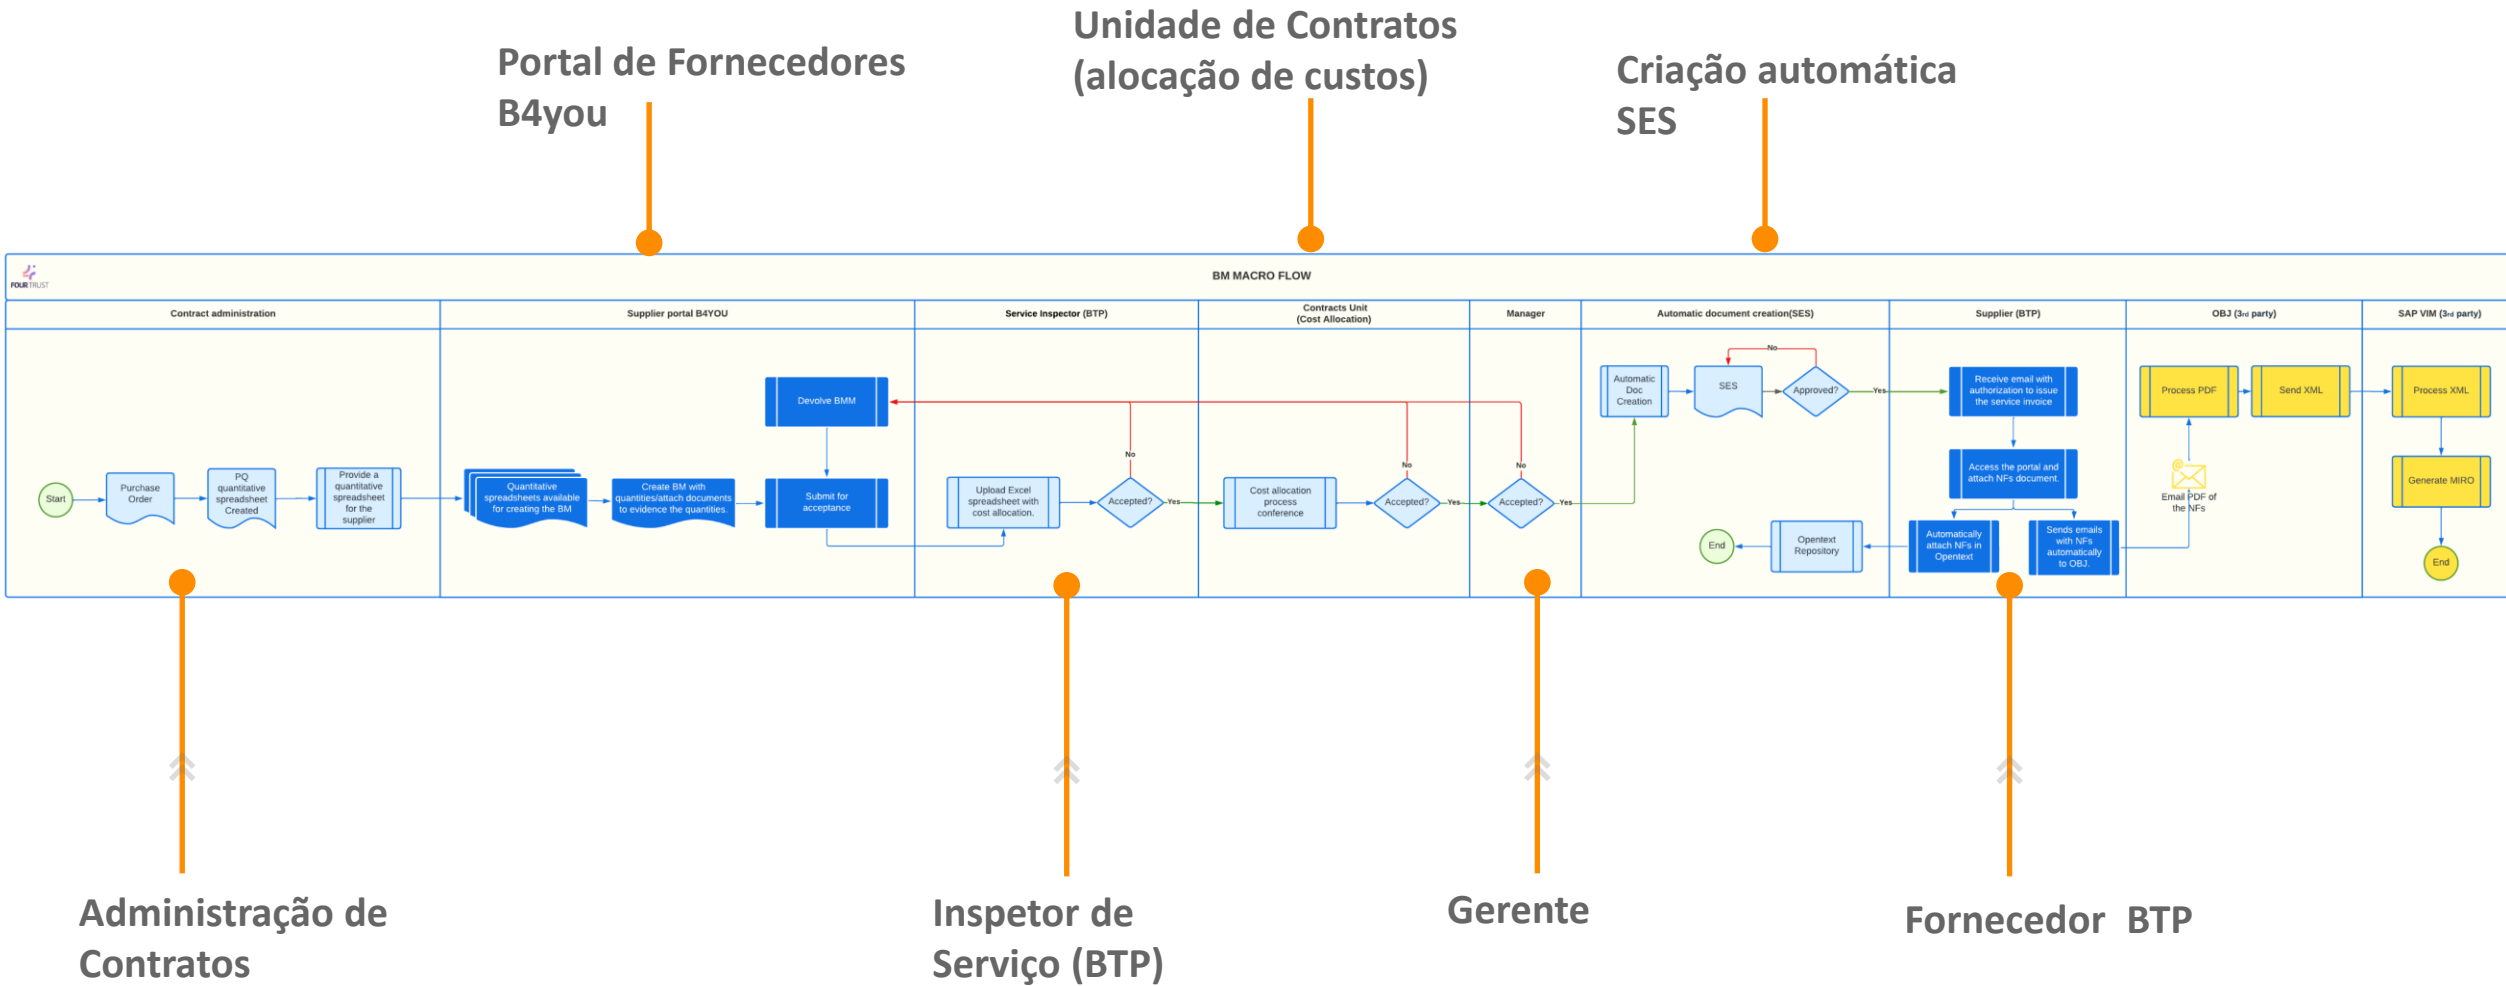 Portal de Fornecedores
B4you
Unidade de Contratos
(alocação de custos)
Criação automática
SES
FOURTRUST
BM MACRO FLOW
Contract administration
Supplier portal B4YOU
Service Inspector (BTP)
Contracts Unit
(Cost Allocation)
Manager
Automatic document creation(SES)
Supplier (BTP)
OBJ (3rd party)
SAP VIM (3rd party)
Start
Purchase
Order
PQ
quantitative
spreadsheet
Created
Provide a
quantitative
spreadsheet
for the
supplier
Quantitative
spreadsheets available
for creating the BM
Create BM with
quantities/attach documents
to evidence the quantities.
Devolve BMM
Submit for
acceptance
Upload Excel
spreadsheet with
cost allocation.
No
Accepted?
Yes
Cost allocation
process
conference
No
Accepted?
Yes
No
Accepted?
Yes
Automatic
Doc
Creation
SES
No
Approved?
Yes
End
Opentext
Repository
Receive email with
authorization to issue
the service invoice
Access the portal and
attach NFs document.
Automatically
attach NFs in
Opentext
Sends emails
with NFs
automatically
to OBJ.
Process PDF
Send XML
@
Email PDF of
the NFs
Process XML
Generate MIRO
End
Administração de
Contratos
Inspetor de
Serviço (BTP)
Gerente
Fornecedor  BTP